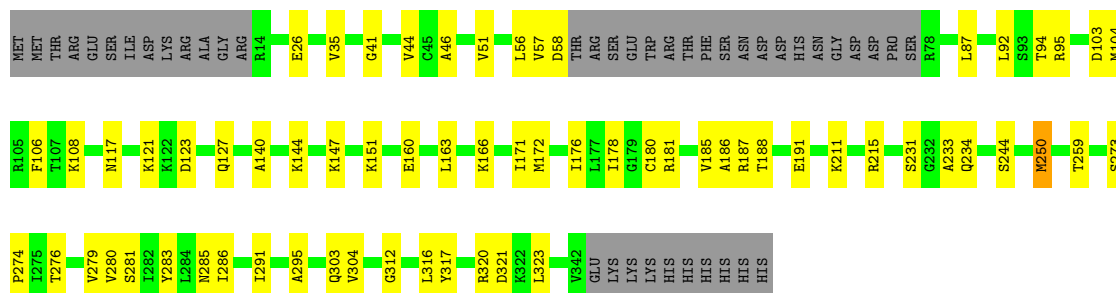 MET MET THR ARG GLU SER ILE ASP LYS ARG ALA GLY ARG R14 E26 V35 G41 V44 C45 A46 V51 L56 V57 D58 THR ARG SER GLU TRP ARG THR PHE SER ASN ASP ASP HIS ASN GLY ASP ASP PRO SER R78 L87 L92 S93 T94 R95 D103 M104
R105 F106 T107 K108 N117 K121 K122 D123 Q127 A140 K144 K147 K151 E160 L163 K166 I171 M172 I176 L177 I178 G179 C180 R181 V185 A186 R187 T188 E191 K211 R215 S231 G232 A233 Q234 S244 M250 T259 S273
P274 I275 T276 V279 V280 S281 I282 Y283 L284 N285 I286 I291 A295 Q303 V304 G312 L316 Y317 R320 D321 K322 L323 V342 GLU LYS LYS LYS HIS HIS HIS HIS HIS HIS